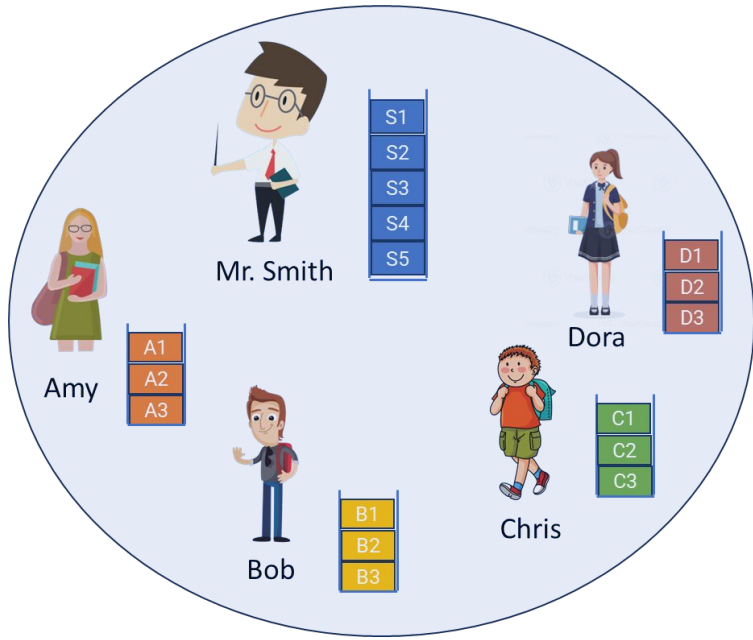 S1
S2
S3
S4
S5
Mr. Smith
D1
D2
D3
Dora
A1
A2
A3
Amy
C1
C2
C3
Chris
B1
B2
B3
Bob